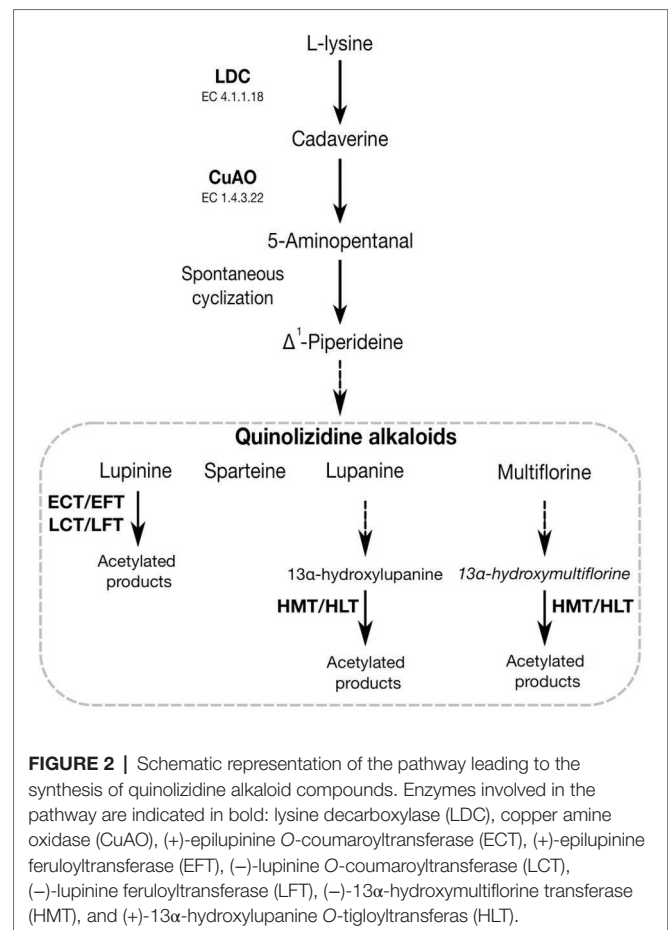 L-lysine
LDC
EC 4.1.1.18
Cadaverine
CuAO
EC 1.4.3.22
5-Aminopentanal
Spontaneous
cyclization
Δ¹-Piperideine
Quinolizidine alkaloids
Lupinine Sparteine Lupanine Multiflorine
ECT/EFT
LCT/LFT
Acetylated
products
13α-hydroxylupanine 13α-hydroxymultiflorine
HMT/HLT HMT/HLT
Acetylated Acetylated
products products
FIGURE 2 | Schematic representation of the pathway leading to the
synthesis of quinolizidine alkaloid compounds. Enzymes involved in the
pathway are indicated in bold: lysine decarboxylase (LDC), copper amine
oxidase (CuAO), (+)-epilupinine O-coumaroyltransferase (ECT), (+)-epilupinine
feruloyltransferase (EFT), (−)-lupinine O-coumaroyltransferase (LCT),
(−)-lupinine feruloyltransferase (LFT), (−)-13α-hydroxymultiflorine transferase
(HMT), and (+)-13α-hydroxylupanine O-tigloyltransferas (HLT).